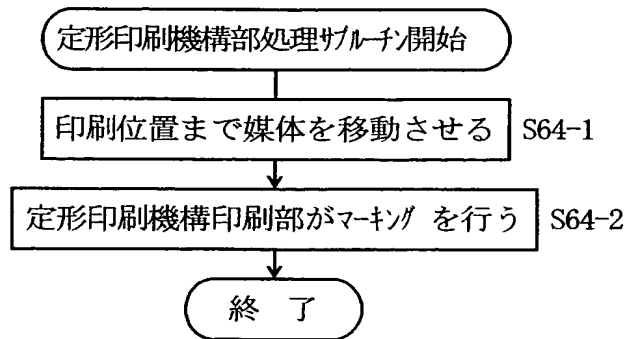 定形印刷機構部処理ｻﾌﾞﾙｰﾁﾝ開始
印刷位置まで媒体を移動させる S64-1
定形印刷機構印刷部がﾏｰｷﾝｸﾞ を行う S64-2
終 了